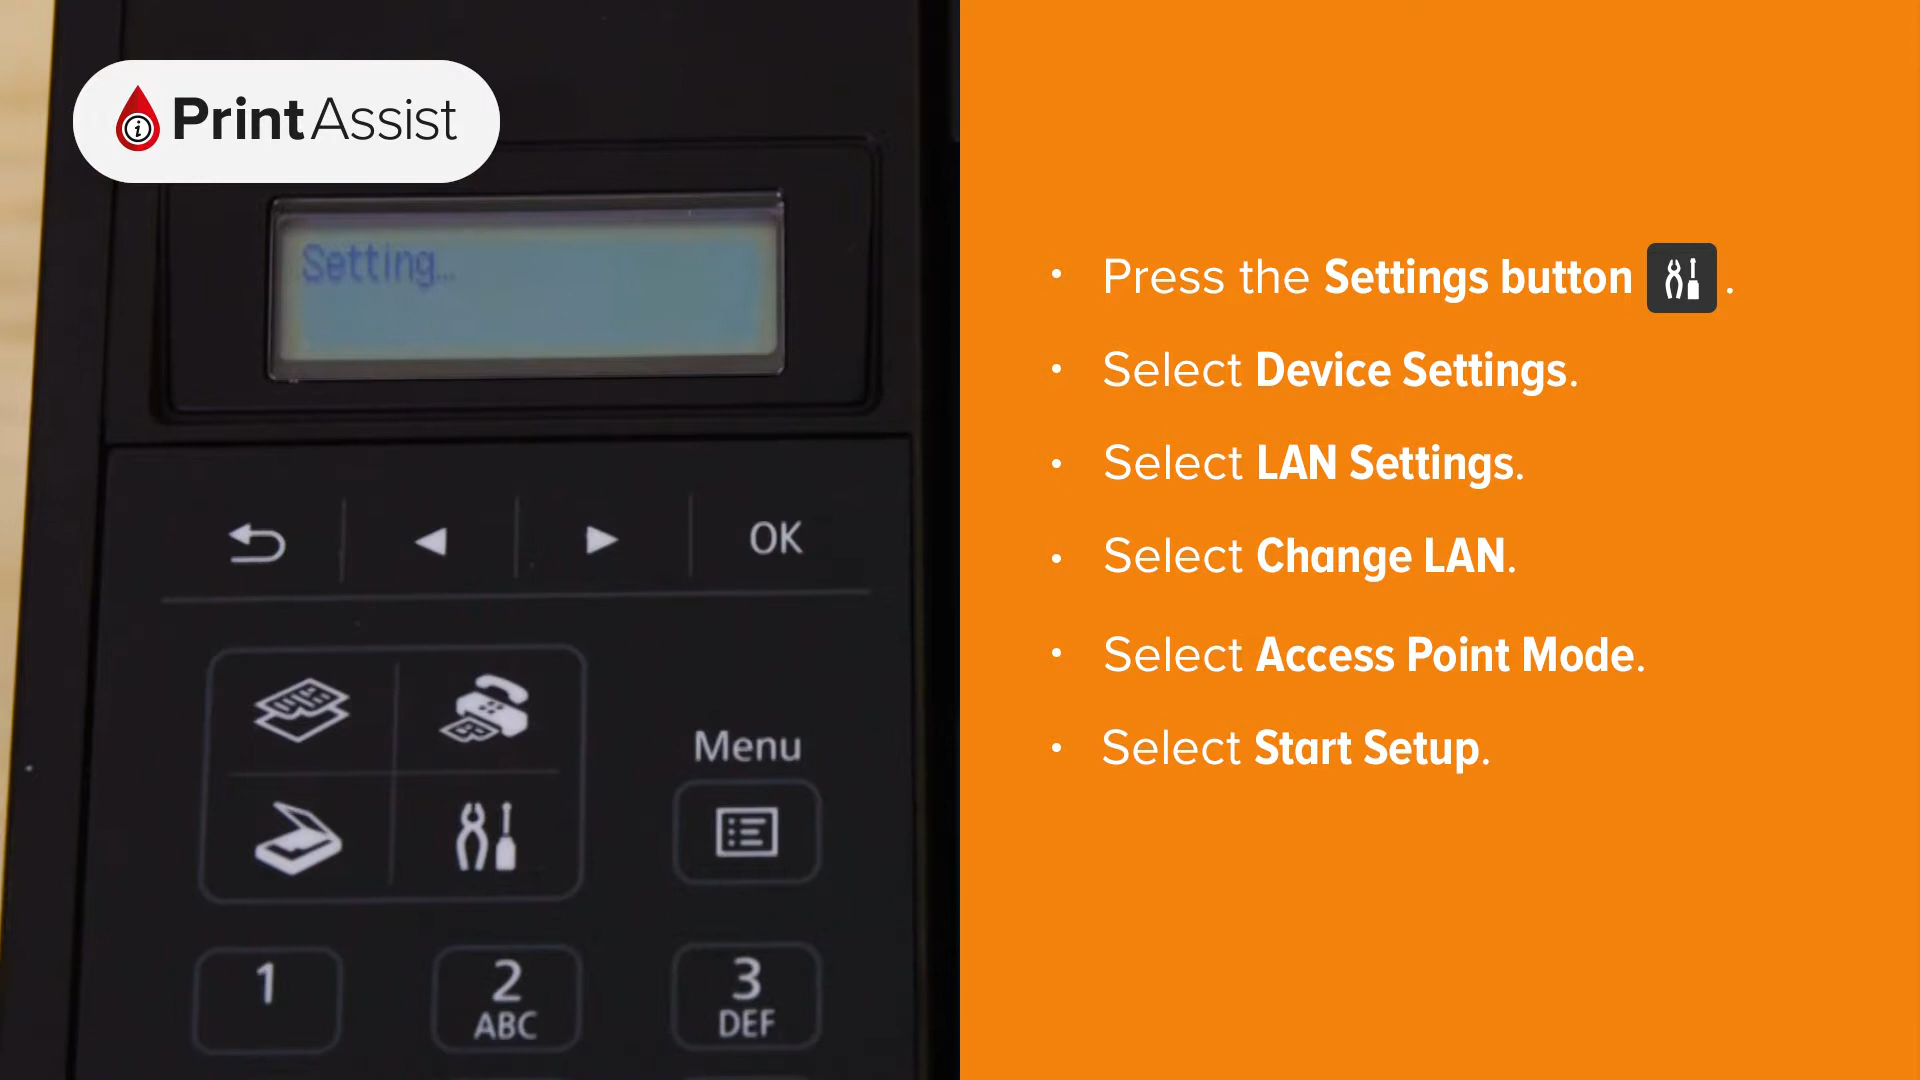 PrintAssist
Setting...
OK
Menu
1
2
ABC
3
DEF
• Press the Settings button .
• Select Device Settings.
• Select LAN Settings.
• Select Change LAN.
• Select Access Point Mode.
• Select Start Setup.